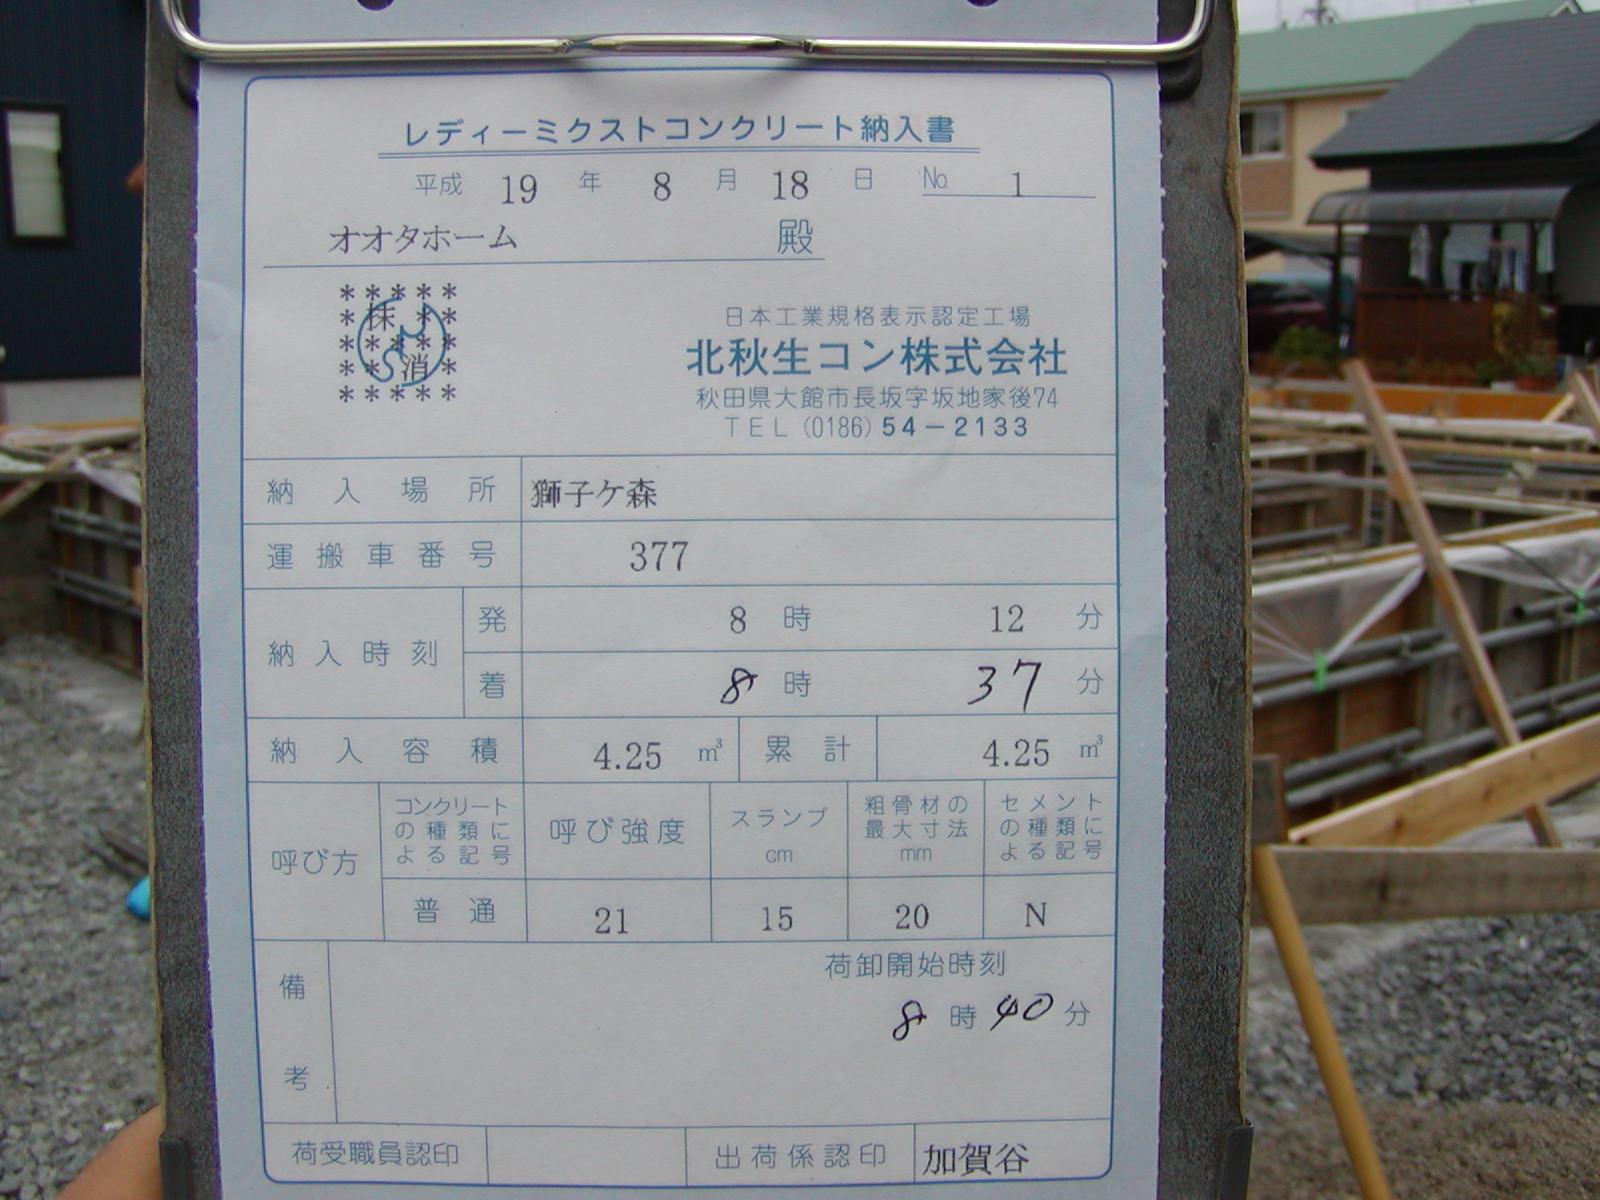 レディーミクストコンクリート納入書
平成 19 年 8 月 18 日 No. 1
オオタホーム 殿
*****
*抹**
*****
* 消*
*****
日本工業規格表示認定工場
北秋生コン株式会社
秋田県大館市長坂字坂地家後74
TEL (0186) 54-2133
納入場所 獅子ケ森
運搬車番号 377
納入時刻 発 8 時 12 分
着 8 時 37 分
納入容積 4.25 m³ 累計 4.25 m³
呼び方 コンクリートの種類による記号 呼び強度 スランプ cm 粗骨材の最大寸法 mm セメントの種類による記号
普通 21 15 20 N
備考 荷卸開始時刻
8 時 40 分
荷受職員認印 出荷係認印 加賀谷